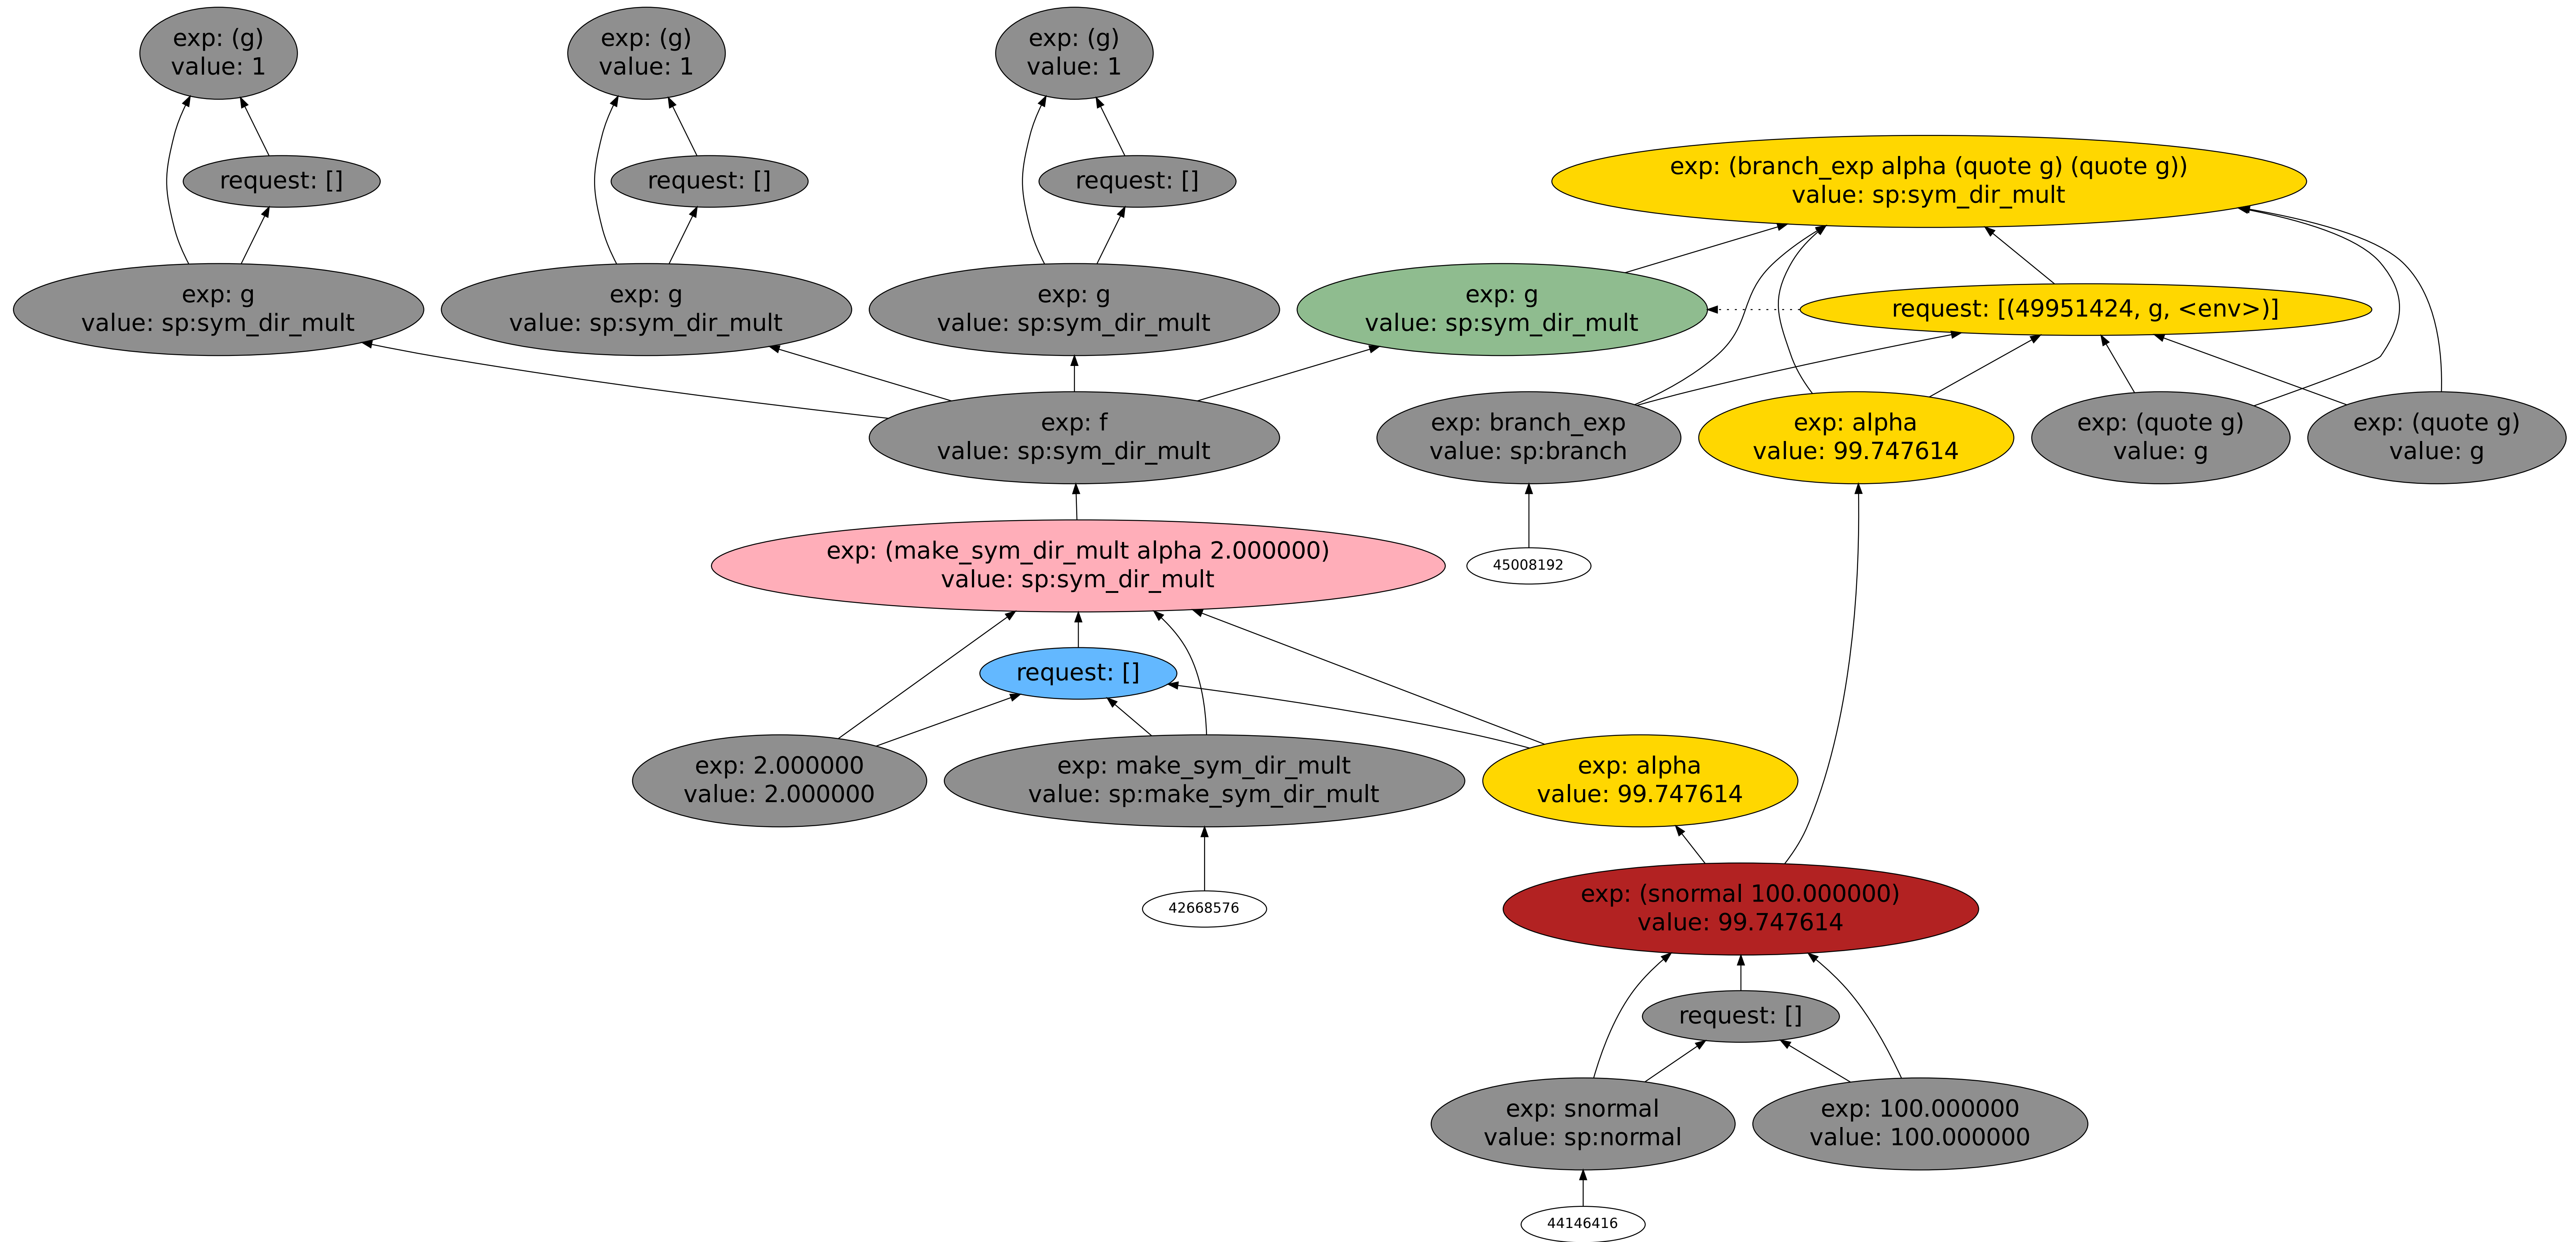 exp: (g)
value: 1
exp: (g)
value: 1
exp: (g)
value: 1
request: []
request: []
request: []
exp: (branch_exp alpha (quote g) (quote g))
value: sp:sym_dir_mult
exp: g
value: sp:sym_dir_mult
exp: g
value: sp:sym_dir_mult
exp: g
value: sp:sym_dir_mult
exp: g
value: sp:sym_dir_mult
request: [(49951424, g, <env>)]
exp: f
value: sp:sym_dir_mult
exp: branch_exp
value: sp:branch
exp: alpha
value: 99.747614
exp: (quote g)
value: g
exp: (quote g)
value: g
exp: (make_sym_dir_mult alpha 2.000000)
value: sp:sym_dir_mult
45008192
request: []
exp: 2.000000
value: 2.000000
exp: make_sym_dir_mult
value: sp:make_sym_dir_mult
exp: alpha
value: 99.747614
42668576
exp: (snormal 100.000000)
value: 99.747614
request: []
exp: snormal
value: sp:normal
exp: 100.000000
value: 100.000000
44146416